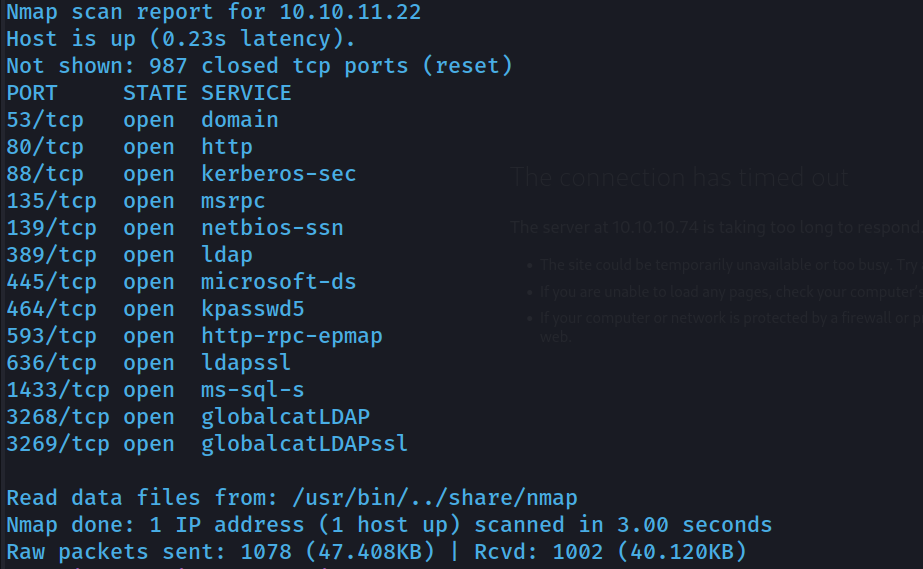 Nmap scan report for 10.10.11.22
Host is up (0.23s latency).
Not shown: 987 closed tcp ports (reset)
PORT STATE SERVICE
53/tcp open domain
80/tcp open http
88/tcp open kerberos-sec
135/tcp open msrpc
139/tcp open netbios-ssn
389/tcp open ldap
445/tcp open microsoft-ds
464/tcp open kpasswd5
593/tcp open http-rpc-epmap
636/tcp open ldapssl
1433/tcp open ms-sql-s
3268/tcp open globalcatLDAP
3269/tcp open globalcatLDAPssl
Read data files from: /usr/bin/../share/nmap
Nmap done: 1 IP address (1 host up) scanned in 3.00 seconds
Raw packets sent: 1078 (47.408KB) | Rcvd: 1002 (40.120KB)
The connection has timed out
The server at 10.10.10.74 is taking too long to respond
• The site could be temporarily unavailable or too busy. Try
• If you are unable to load any pages, check your computer's
• If your computer or network is protected by a firewall or
web.